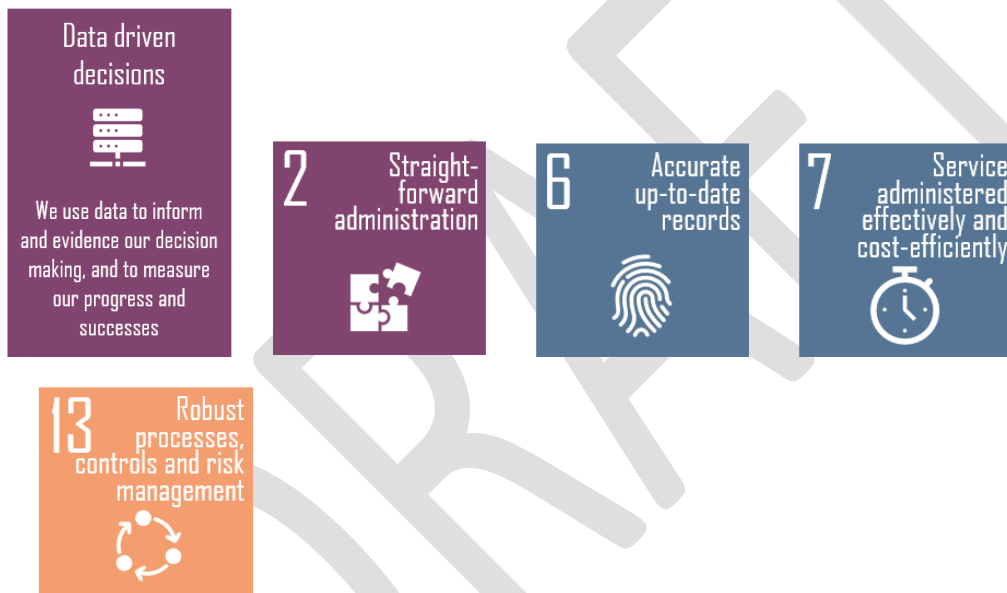 Data driven
decisions
We use data to inform
and evidence our decision
making, and to measure
our progress and
successes
2
Straight-
forward
administration
6
Accurate
up-to-date
records
7
Service
administered
effectively and
cost-efficiently
13
Robust
processes,
controls and risk
management
DRAFT